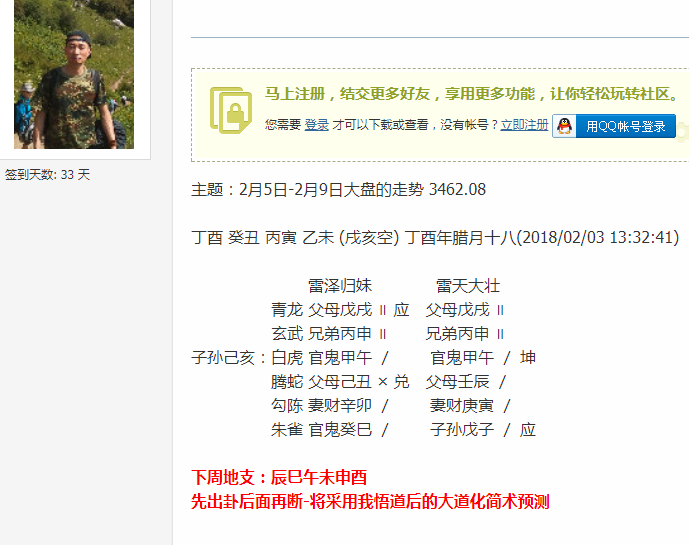 马上注册，结交更多好友，享用更多功能，让你轻松玩转社区。
您需要 登录 才可以下载或查看，没有帐号？立即注册 用QQ帐号登录
签到天数: 33 天
主题：2月5日-2月9日大盘的走势 3462.08
丁酉 癸丑 丙寅 乙未 (戌亥空) 丁酉年腊月十八(2018/02/03 13:32:41)
雷泽归妹 雷天大壮
青龙 父母戊戌 〃 应 父母戊戌 〃
玄武 兄弟丙申 〃 兄弟丙申 〃
子孙己亥：白虎 官鬼甲午 / 官鬼甲午 / 坤
腾蛇 父母己丑 × 兑 父母壬辰 /
勾陈 妻财辛卯 / 妻财庚寅 /
朱雀 官鬼癸巳 / 子孙戊子 / 应
下周地支：辰巳午未申酉
先出卦后面再断-将采用我悟道后的大道化简术预测